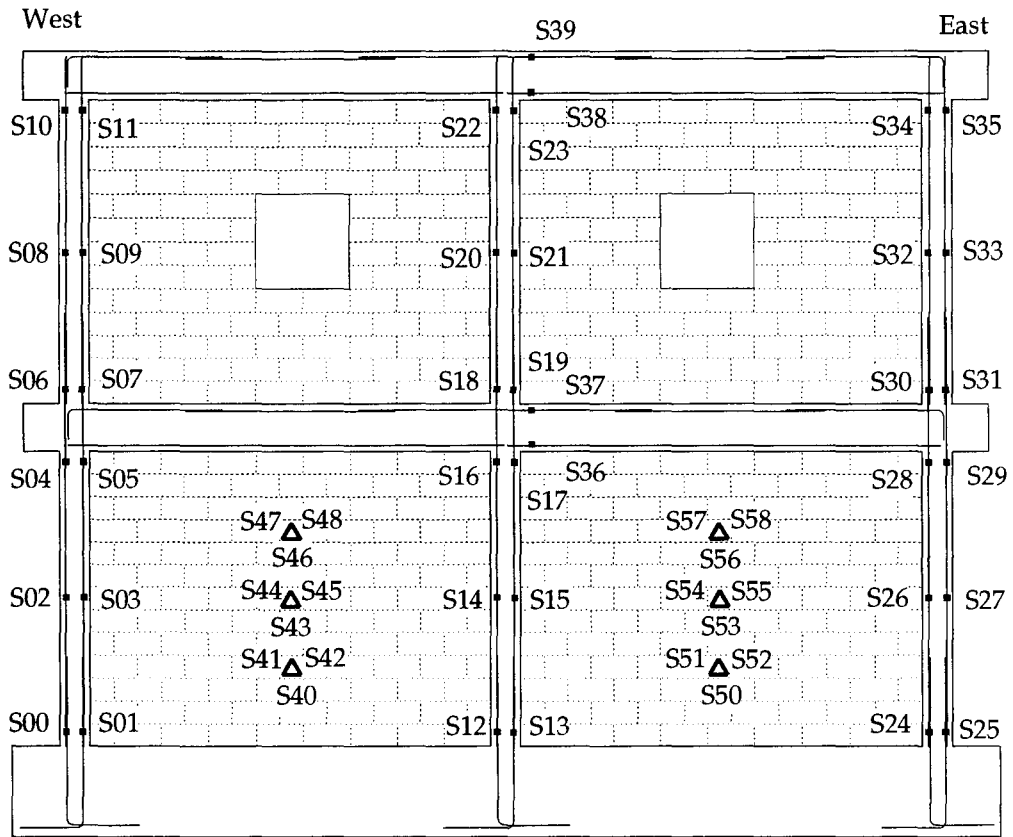 West East
S39
S10 S11 S22 S38 S34 S35
S23
S08 S09 S20 S21 S32 S33
S19
S06 S07 S18 S37 S30 S31
S04 S05 S16 S36 S28 S29
S17
S47 S48 S57 S58
S46 S56
S02 S03 S44 S45 S14 S15 S54 S55 S26 S27
S43 S53
S41 S42 S51 S52
S40 S50
S00 S01 S12 S13 S24 S25